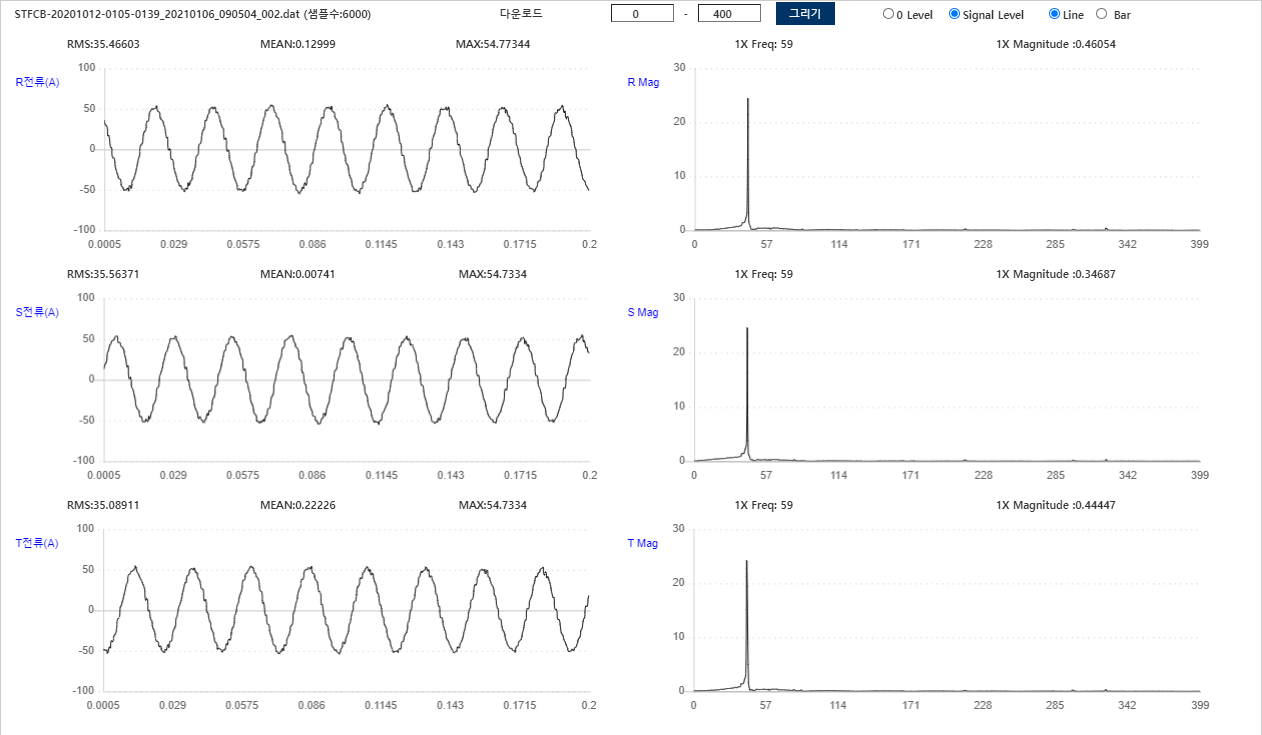 STFCB-20201012-0105-0139_20210106_090504_002.dat (샘플수:6000) 다운로드 0 - 400 그리기 0 Level Signal Level Line Bar
RMS:35.46603 MEAN:0.12999 MAX:54.77344 1X Freq: 59 1X Magnitude :0.46054
R전류(A)
100
50
0
-50
-100
0.0005 0.029 0.0575 0.086 0.1145 0.143 0.1715 0.2
R Mag
30
20
10
0
0 57 114 171 228 285 342 399
RMS:35.56371 MEAN:0.00741 MAX:54.7334 1X Freq: 59 1X Magnitude :0.34687
S전류(A)
100
50
0
-50
-100
0.0005 0.029 0.0575 0.086 0.1145 0.143 0.1715 0.2
S Mag
30
20
10
0
0 57 114 171 228 285 342 399
RMS:35.08911 MEAN:0.22226 MAX:54.7334 1X Freq: 59 1X Magnitude :0.44447
T전류(A)
100
50
0
-50
-100
0.0005 0.029 0.0575 0.086 0.1145 0.143 0.1715 0.2
T Mag
30
20
10
0
0 57 114 171 228 285 342 399